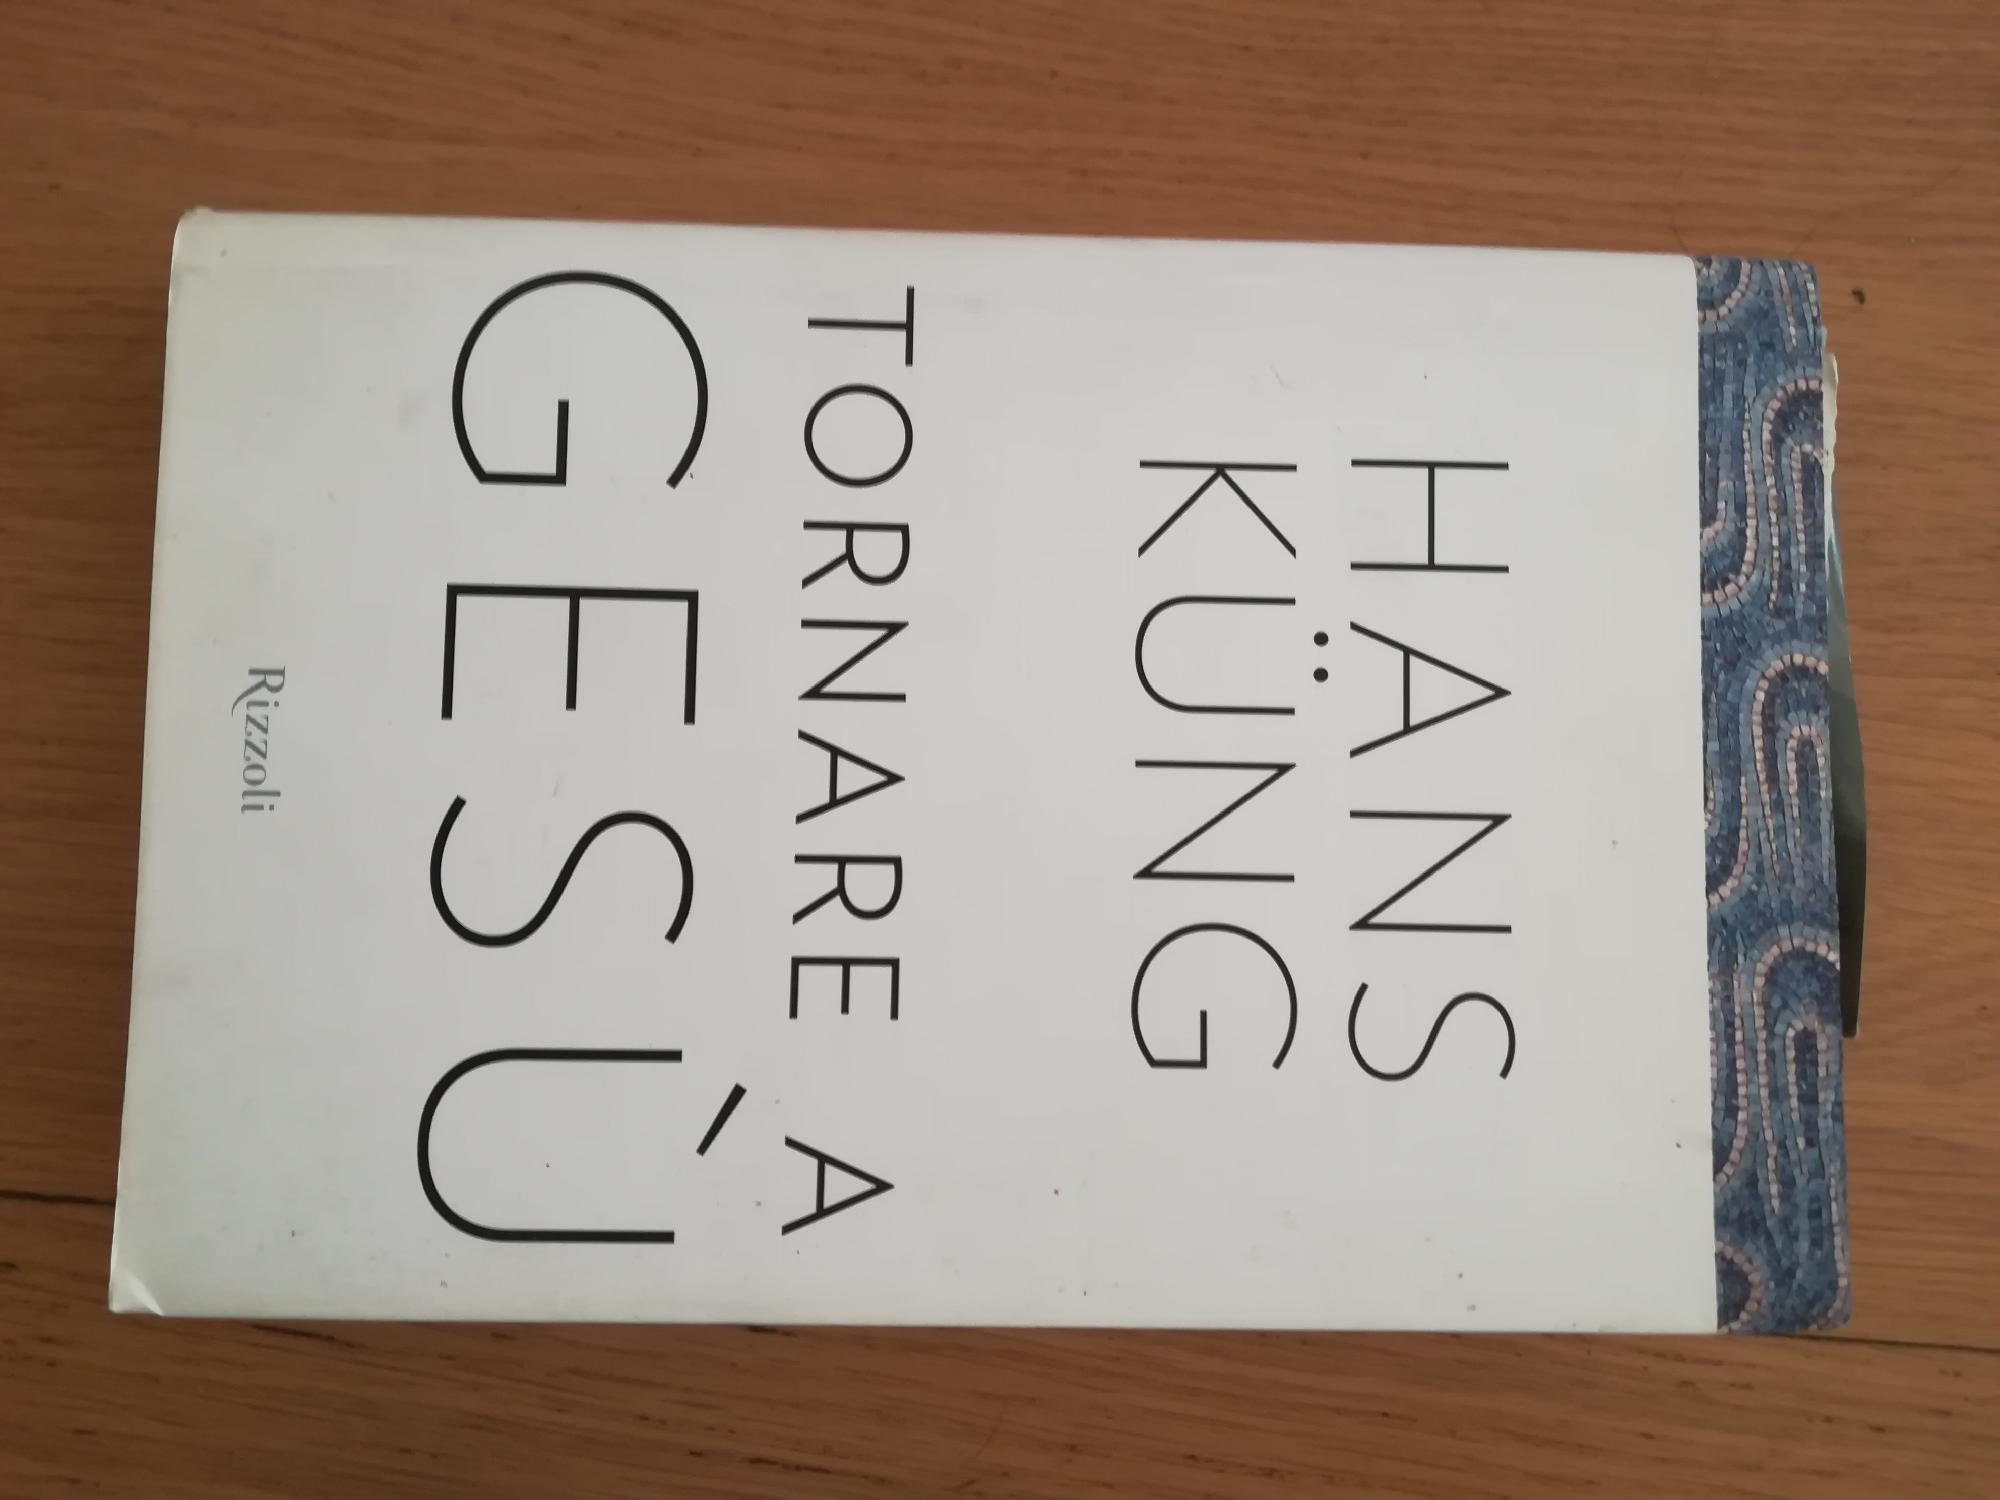 HANS
KÜNG
TORNARE A
GESÙ
Rizzoli